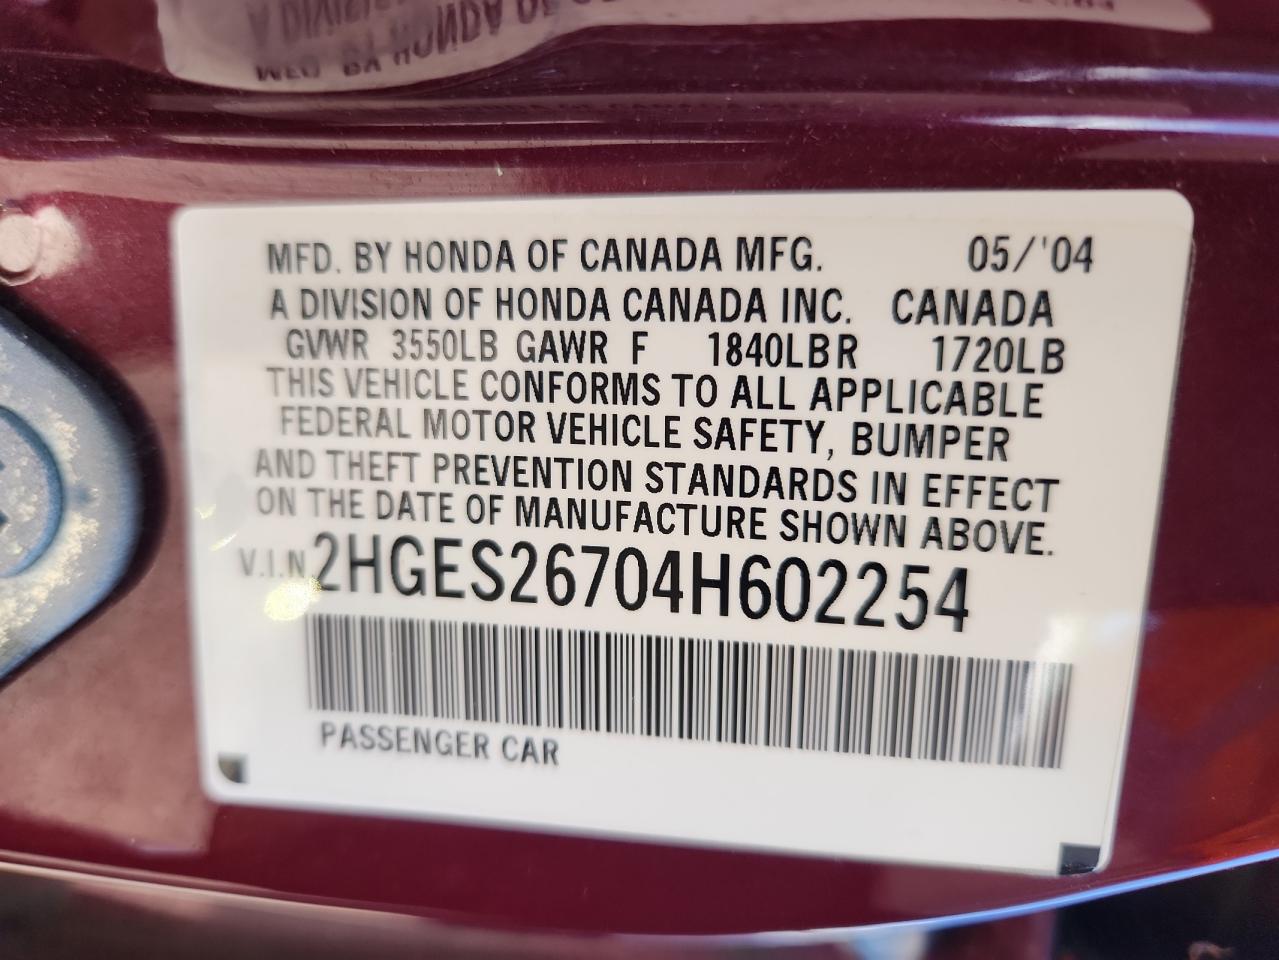 MFD. BY HONDA OF CANADA MFG. 05/'04
A DIVISION OF HONDA CANADA INC. CANADA
GVWR 3550LB GAWR F 1840LBR 1720LB
THIS VEHICLE CONFORMS TO ALL APPLICABLE
FEDERAL MOTOR VEHICLE SAFETY, BUMPER
AND THEFT PREVENTION STANDARDS IN EFFECT
ON THE DATE OF MANUFACTURE SHOWN ABOVE.
V.I.N. 2HGES26704H602254
PASSENGER CAR